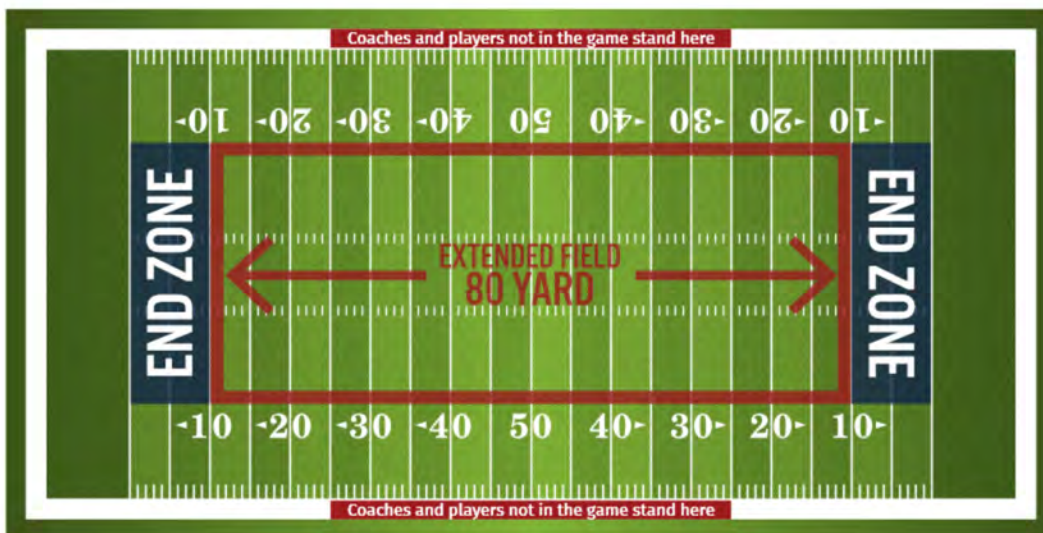 Coaches and players not in the game stand here
◂10 ◂20 ◂30 ◂40 50 40▸ 30▸ 20▸ 10▸
END ZONE
EXTENDED FIELD
80 YARD
END ZONE
◂10 ◂20 ◂30 ◂40 50 40▸ 30▸ 20▸ 10▸
Coaches and players not in the game stand here